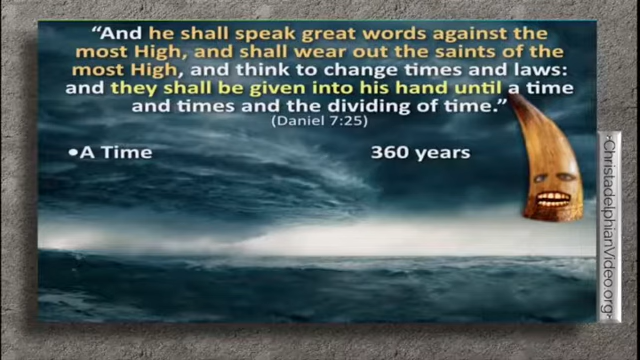 “And he shall speak great words against the
most High, and shall wear out the saints of the
most High, and think to change times and laws:
and they shall be given into his hand until a time
and times and the dividing of time.”
(Daniel 7:25)
•A Time 360 years
ChristadelphianVideo.org